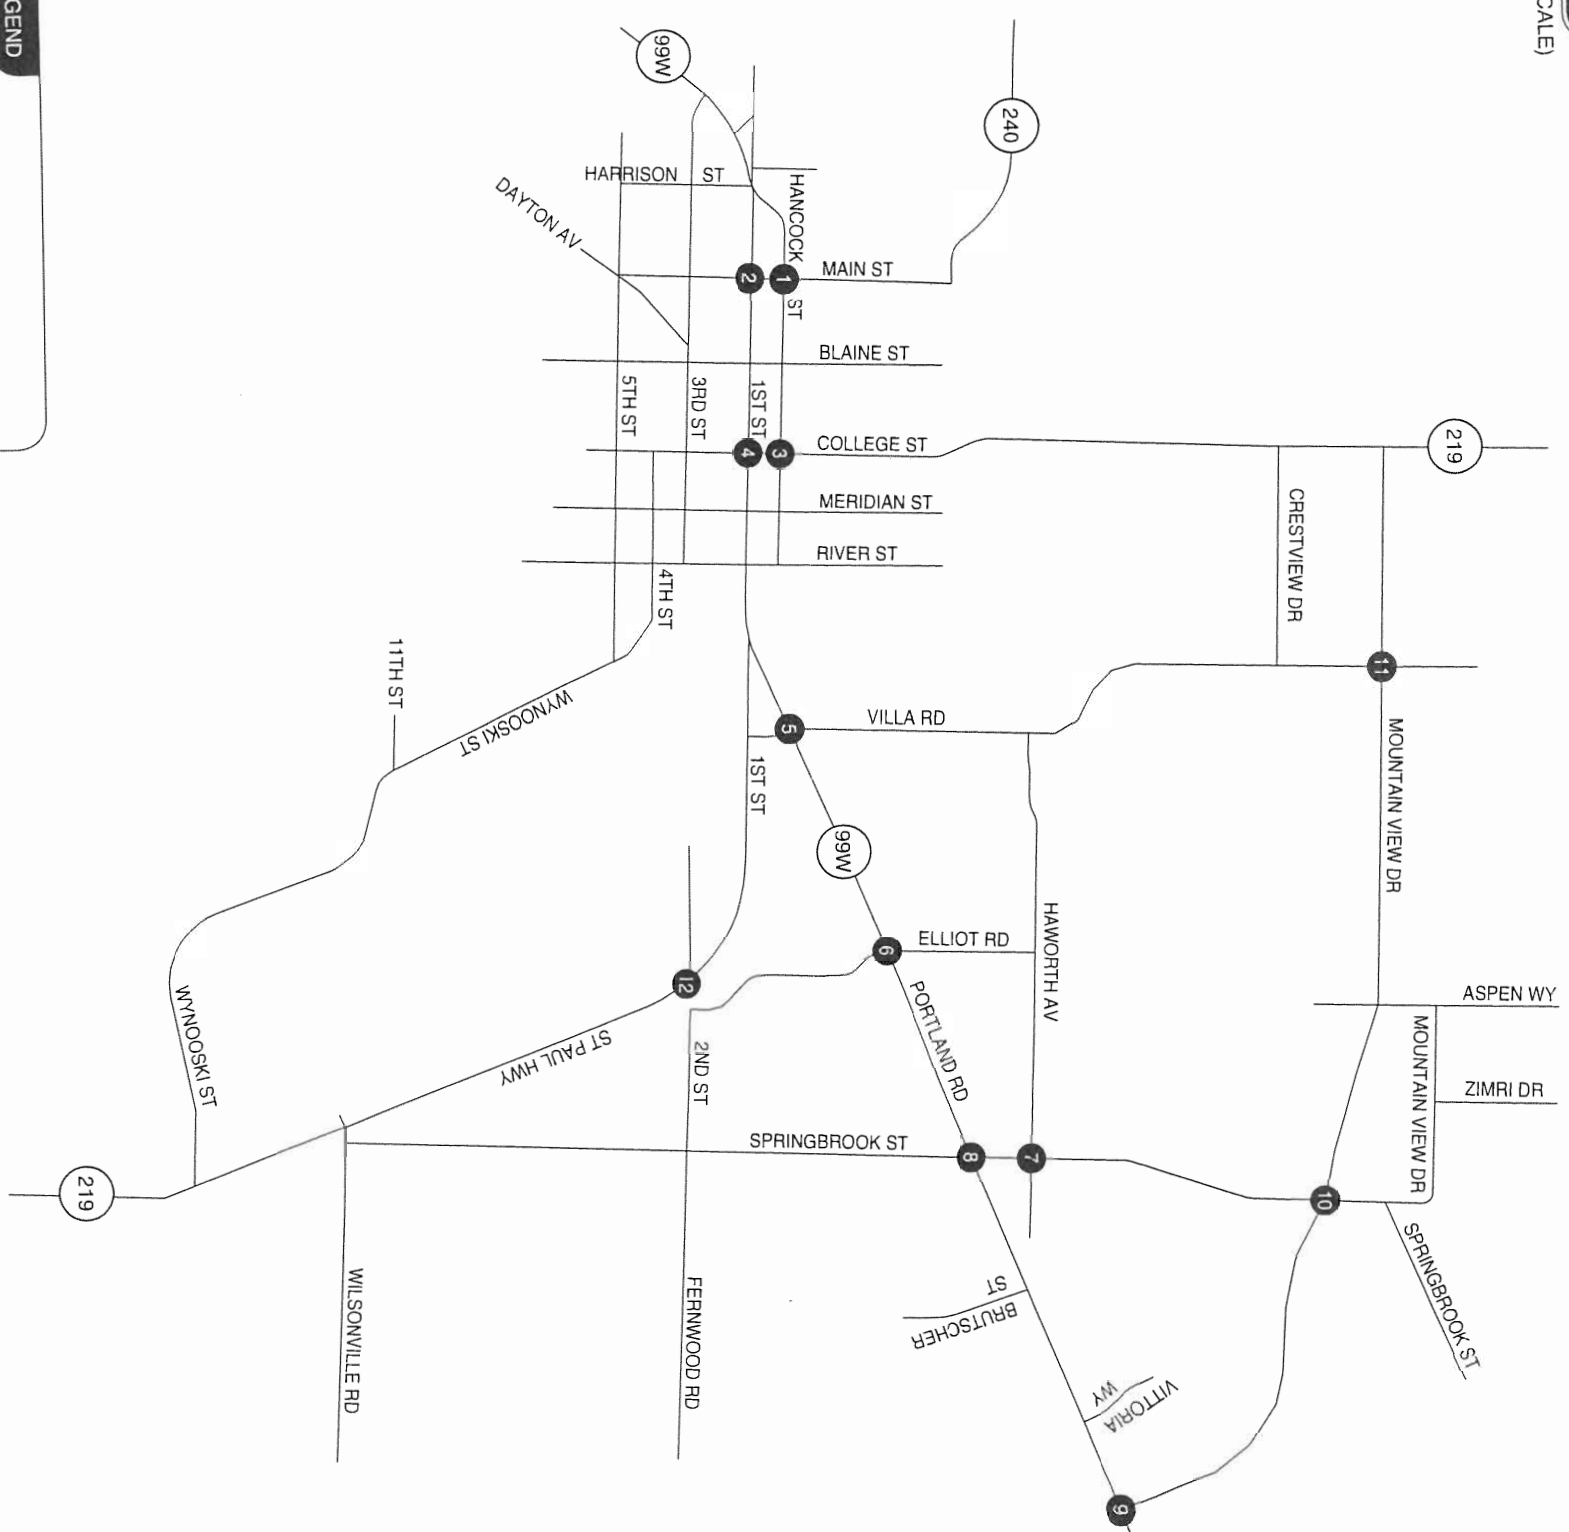 GEND
CALE)
99W
240
HARRISON ST
HANCOCK ST
DAYTON AV
MAIN ST
2
1
BLAINE ST
5TH ST
3RD ST
1ST ST
COLLEGE ST
4
3
219
MERIDIAN ST
CRESTVIEW DR
RIVER ST
4TH ST
11TH ST
WYNOOSKI ST
11
VILLA RD
5
MOUNTAIN VIEW DR
1ST ST
99W
HAWORTH AV
ELLIOT RD
6
12
PORTLAND RD
ASPEN WY
WYNOOSKI ST
ST PAUL HWY
2ND ST
MOUNTAIN VIEW DR
ZIMRI DR
SPRINGBROOK ST
8
7
219
10
SPRINGBROOK ST
WILSONVILLE RD
FERNWOOD RD
BRUTSCHER
ST
VITTORIA
WY
9